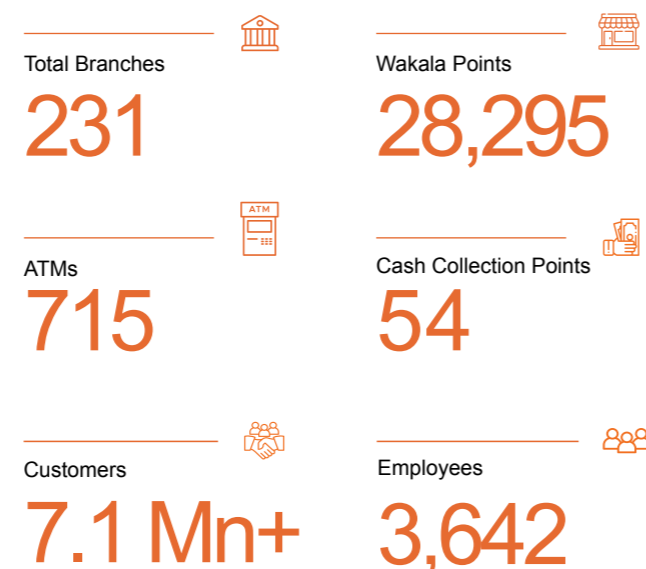 Total Branches
231
Wakala Points
28,295
ATM
ATMs
715
Cash Collection Points
54
Customers
7.1 Mn+
Employees
3,642